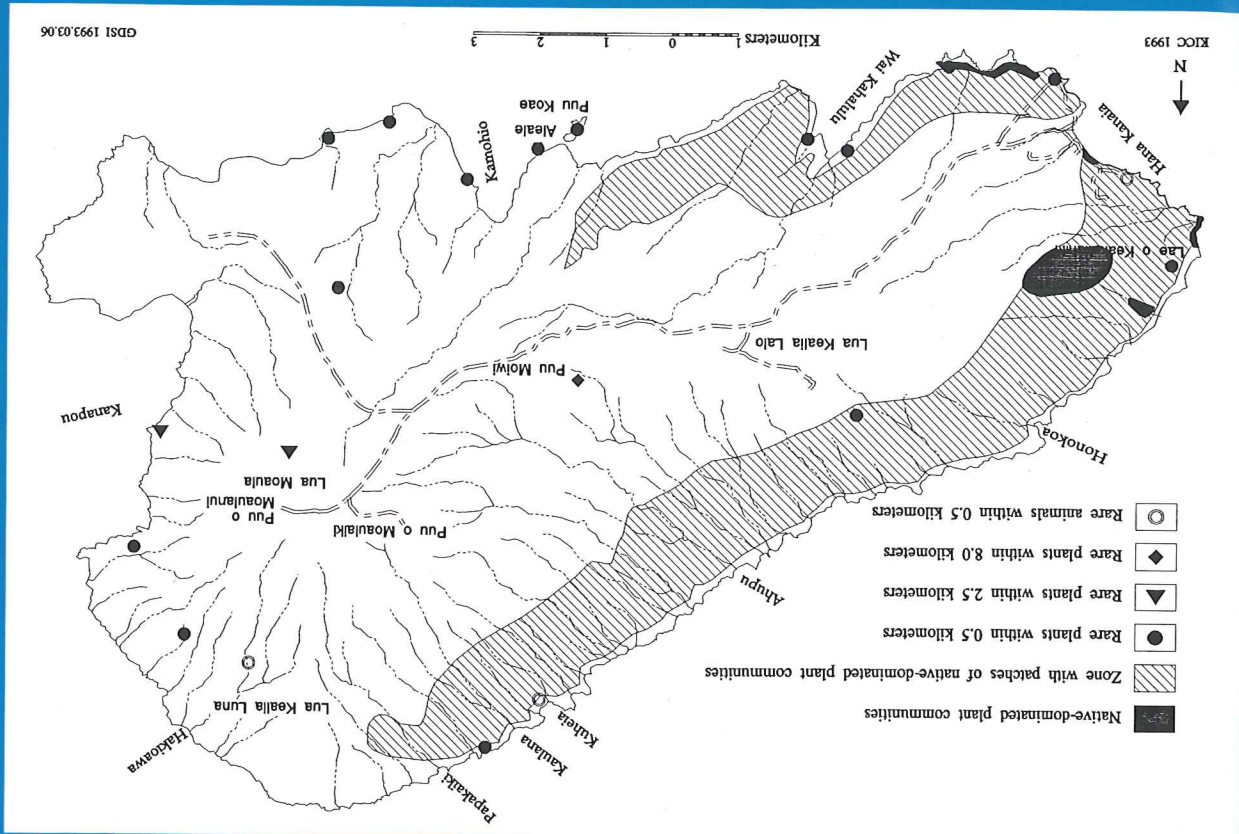 Native-dominated plant communities
Zone with patches of native-dominated plant communities
Rare plants within 0.5 kilometers
Rare plants within 2.5 kilometers
Rare plants within 8.0 kilometers
Rare animals within 0.5 kilometers
Papakaiki
Kaulana
Kuheia
Hakioawa
Lua Kealia Luna
Ahupu
Puu o Moaulaiki
Puu o
Moaulanui
Lua Moaula
Honokoa
Kanapou
Puu Moiwi
Lua Kealia Lalo
Lae o
Hana Kanaia
Kamohio
Aleale
Puu Koae
Wai Kahalulu
N
KICC 1993
1 0 1 2 3
Kilometers
GDSI 1993.03.06